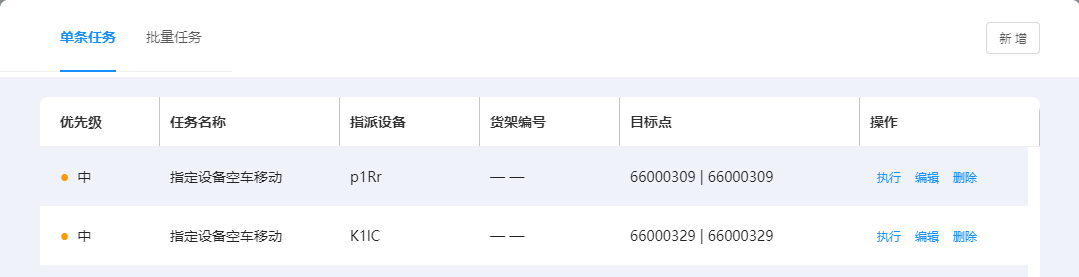 单条任务 批量任务 新 增
优先级 任务名称 指派设备 货架编号 目标点 操作
中 指定设备空车移动 p1Rr — — 66000309 | 66000309 执行 编辑 删除
中 指定设备空车移动 K1IC — — 66000329 | 66000329 执行 编辑 删除